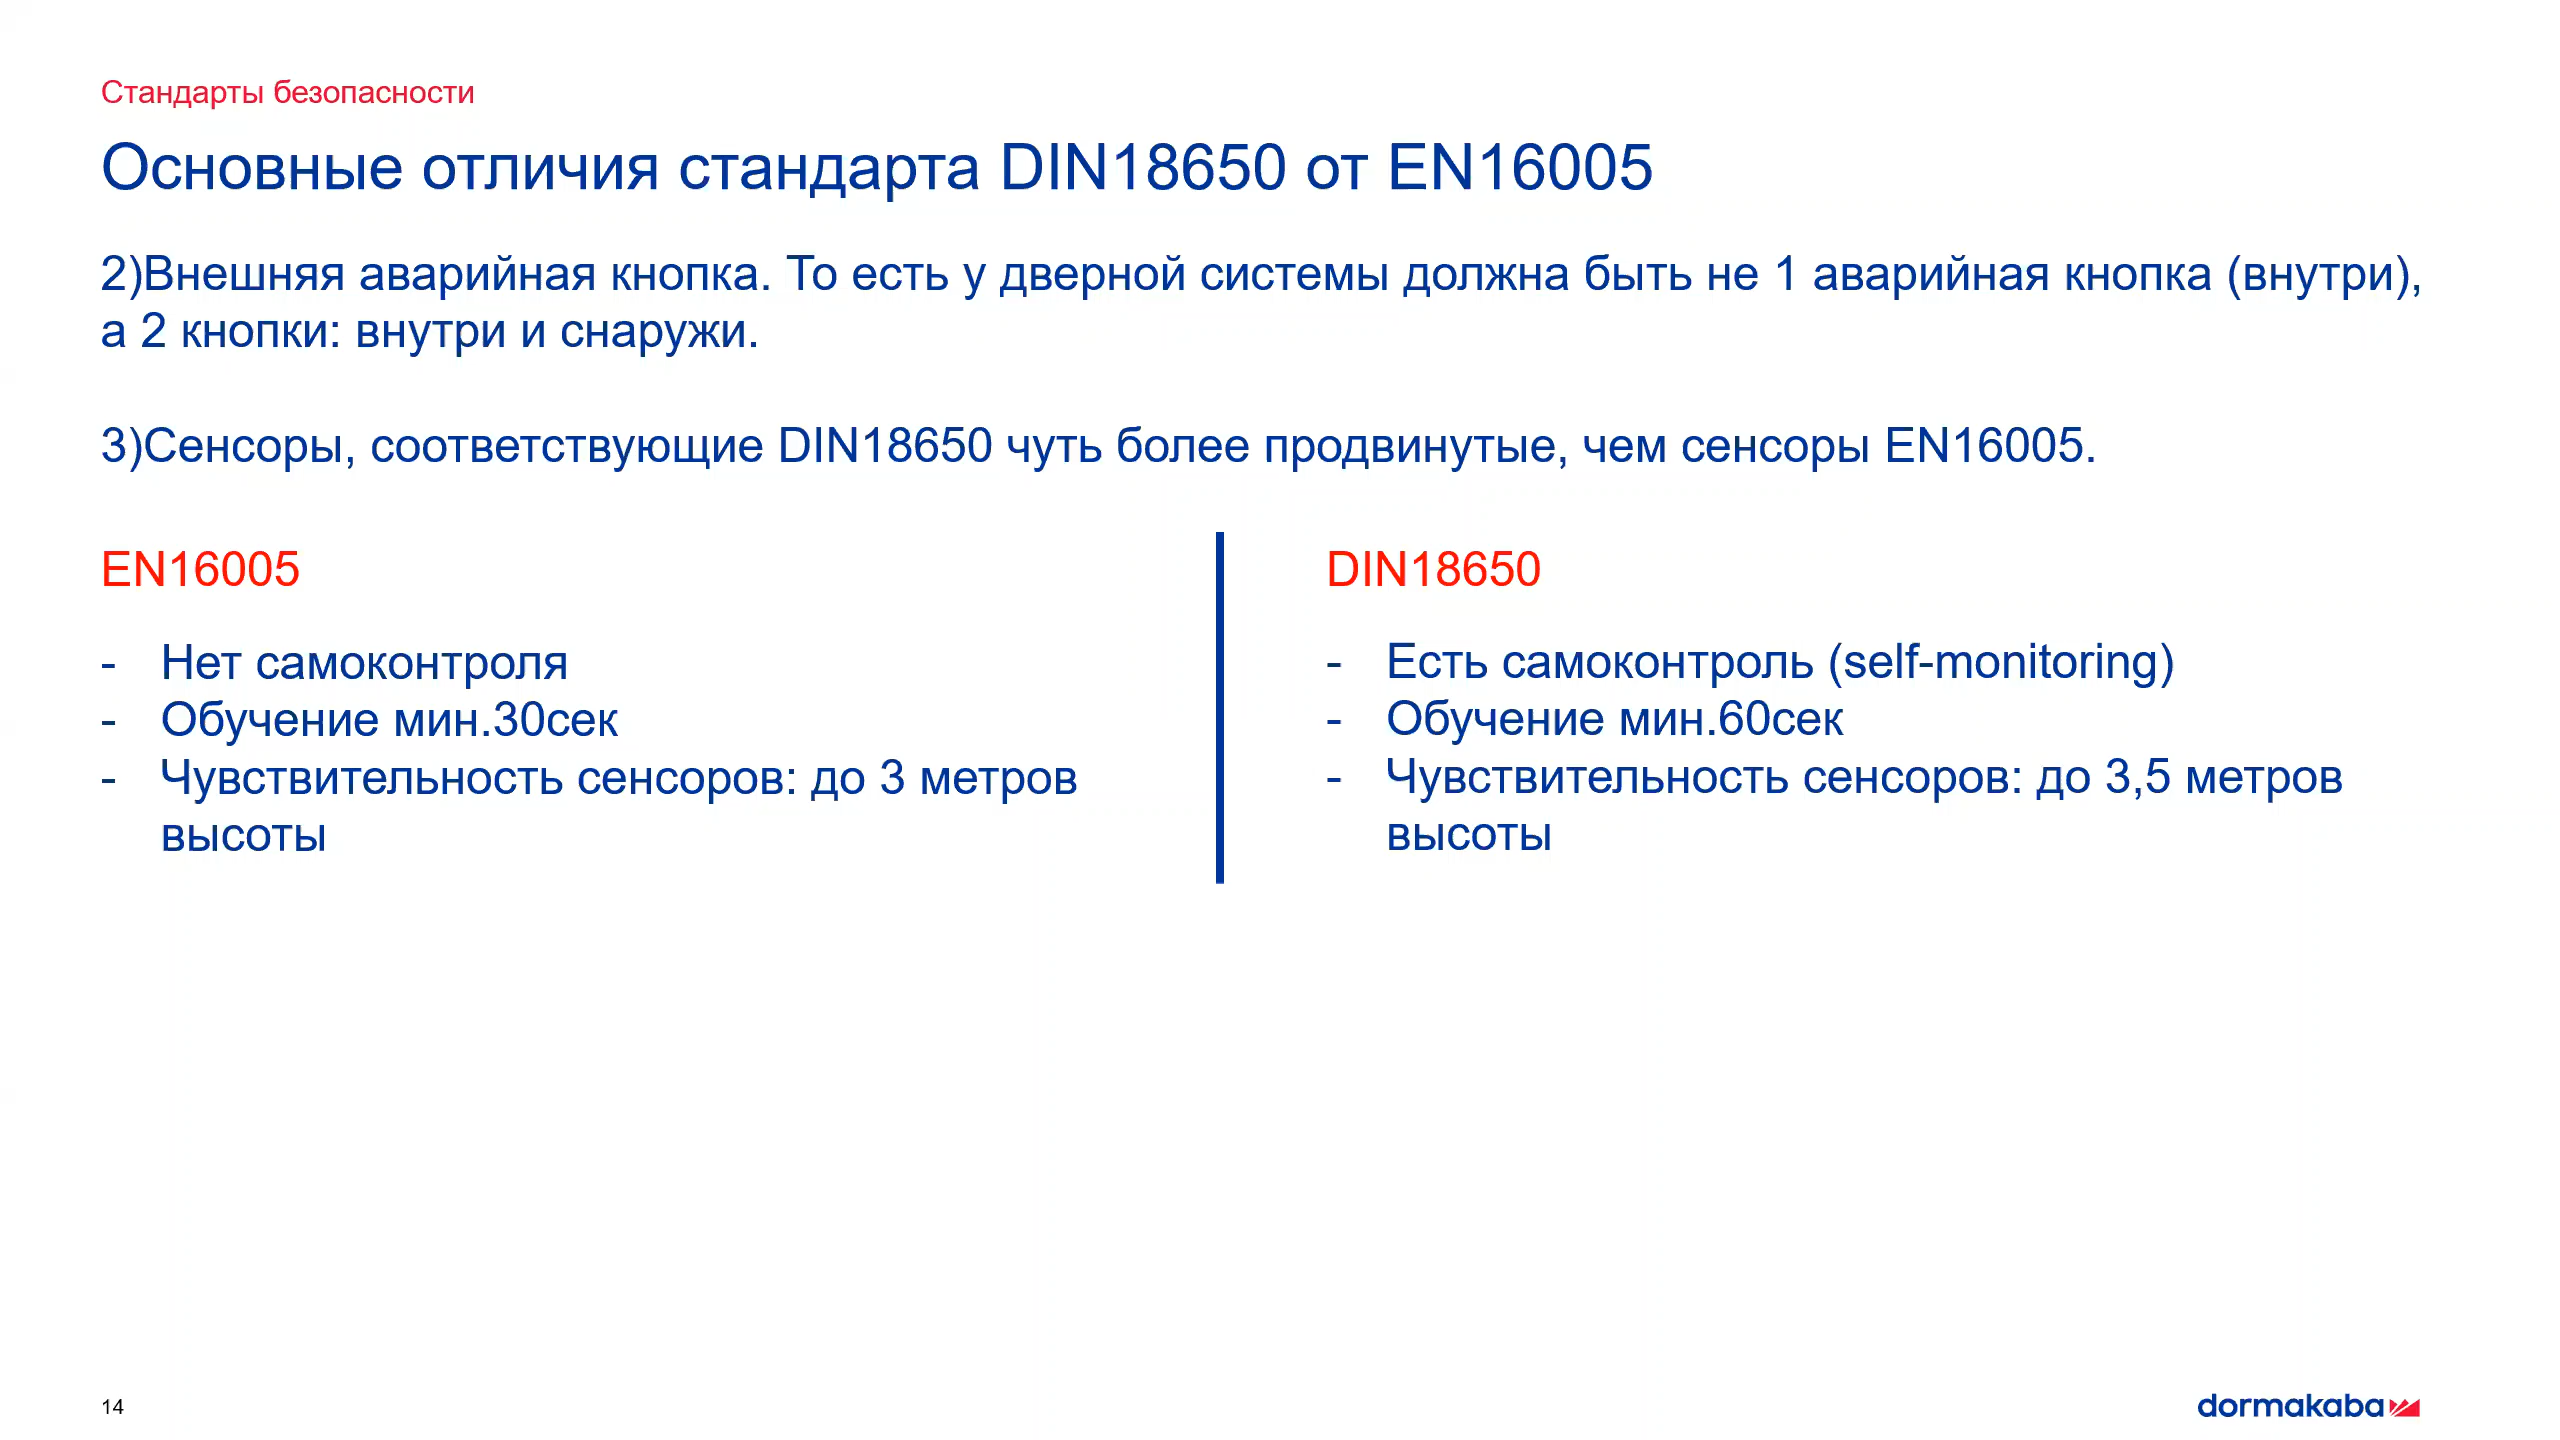 Стандарты безопасности
Основные отличия стандарта DIN18650 от EN16005
2)Внешняя аварийная кнопка. То есть у дверной системы должна быть не 1 аварийная кнопка (внутри),
а 2 кнопки: внутри и снаружи.
3)Сенсоры, соответствующие DIN18650 чуть более продвинутые, чем сенсоры EN16005.
EN16005
- Нет самоконтроля
- Обучение мин.30сек
- Чувствительность сенсоров: до 3 метров
высоты
DIN18650
- Есть самоконтроль (self-monitoring)
- Обучение мин.60сек
- Чувствительность сенсоров: до 3,5 метров
высоты
14
dormakaba